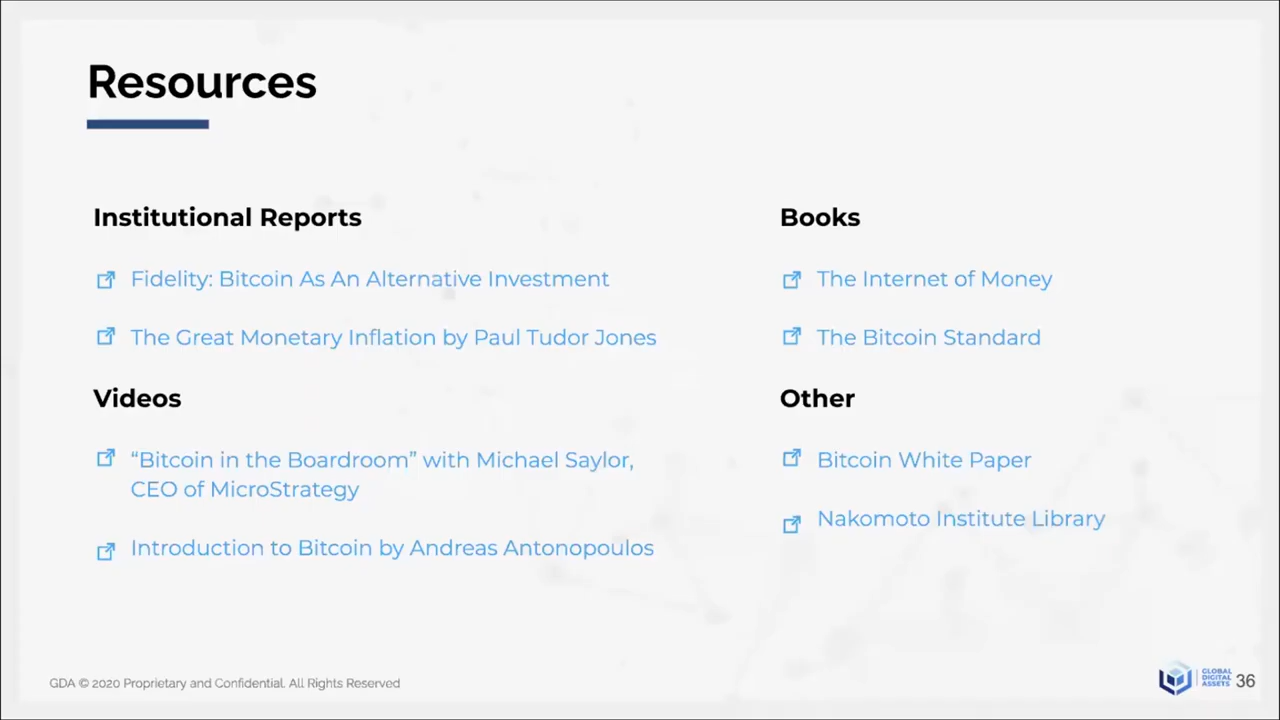 Resources
Institutional Reports
Fidelity: Bitcoin As An Alternative Investment
The Great Monetary Inflation by Paul Tudor Jones
Videos
“Bitcoin in the Boardroom” with Michael Saylor,
CEO of MicroStrategy
Introduction to Bitcoin by Andreas Antonopoulos
Books
The Internet of Money
The Bitcoin Standard
Other
Bitcoin White Paper
Nakomoto Institute Library
GDA © 2020 Proprietary and Confidential. All Rights Reserved
GLOBAL
DIGITAL
ASSETS
36